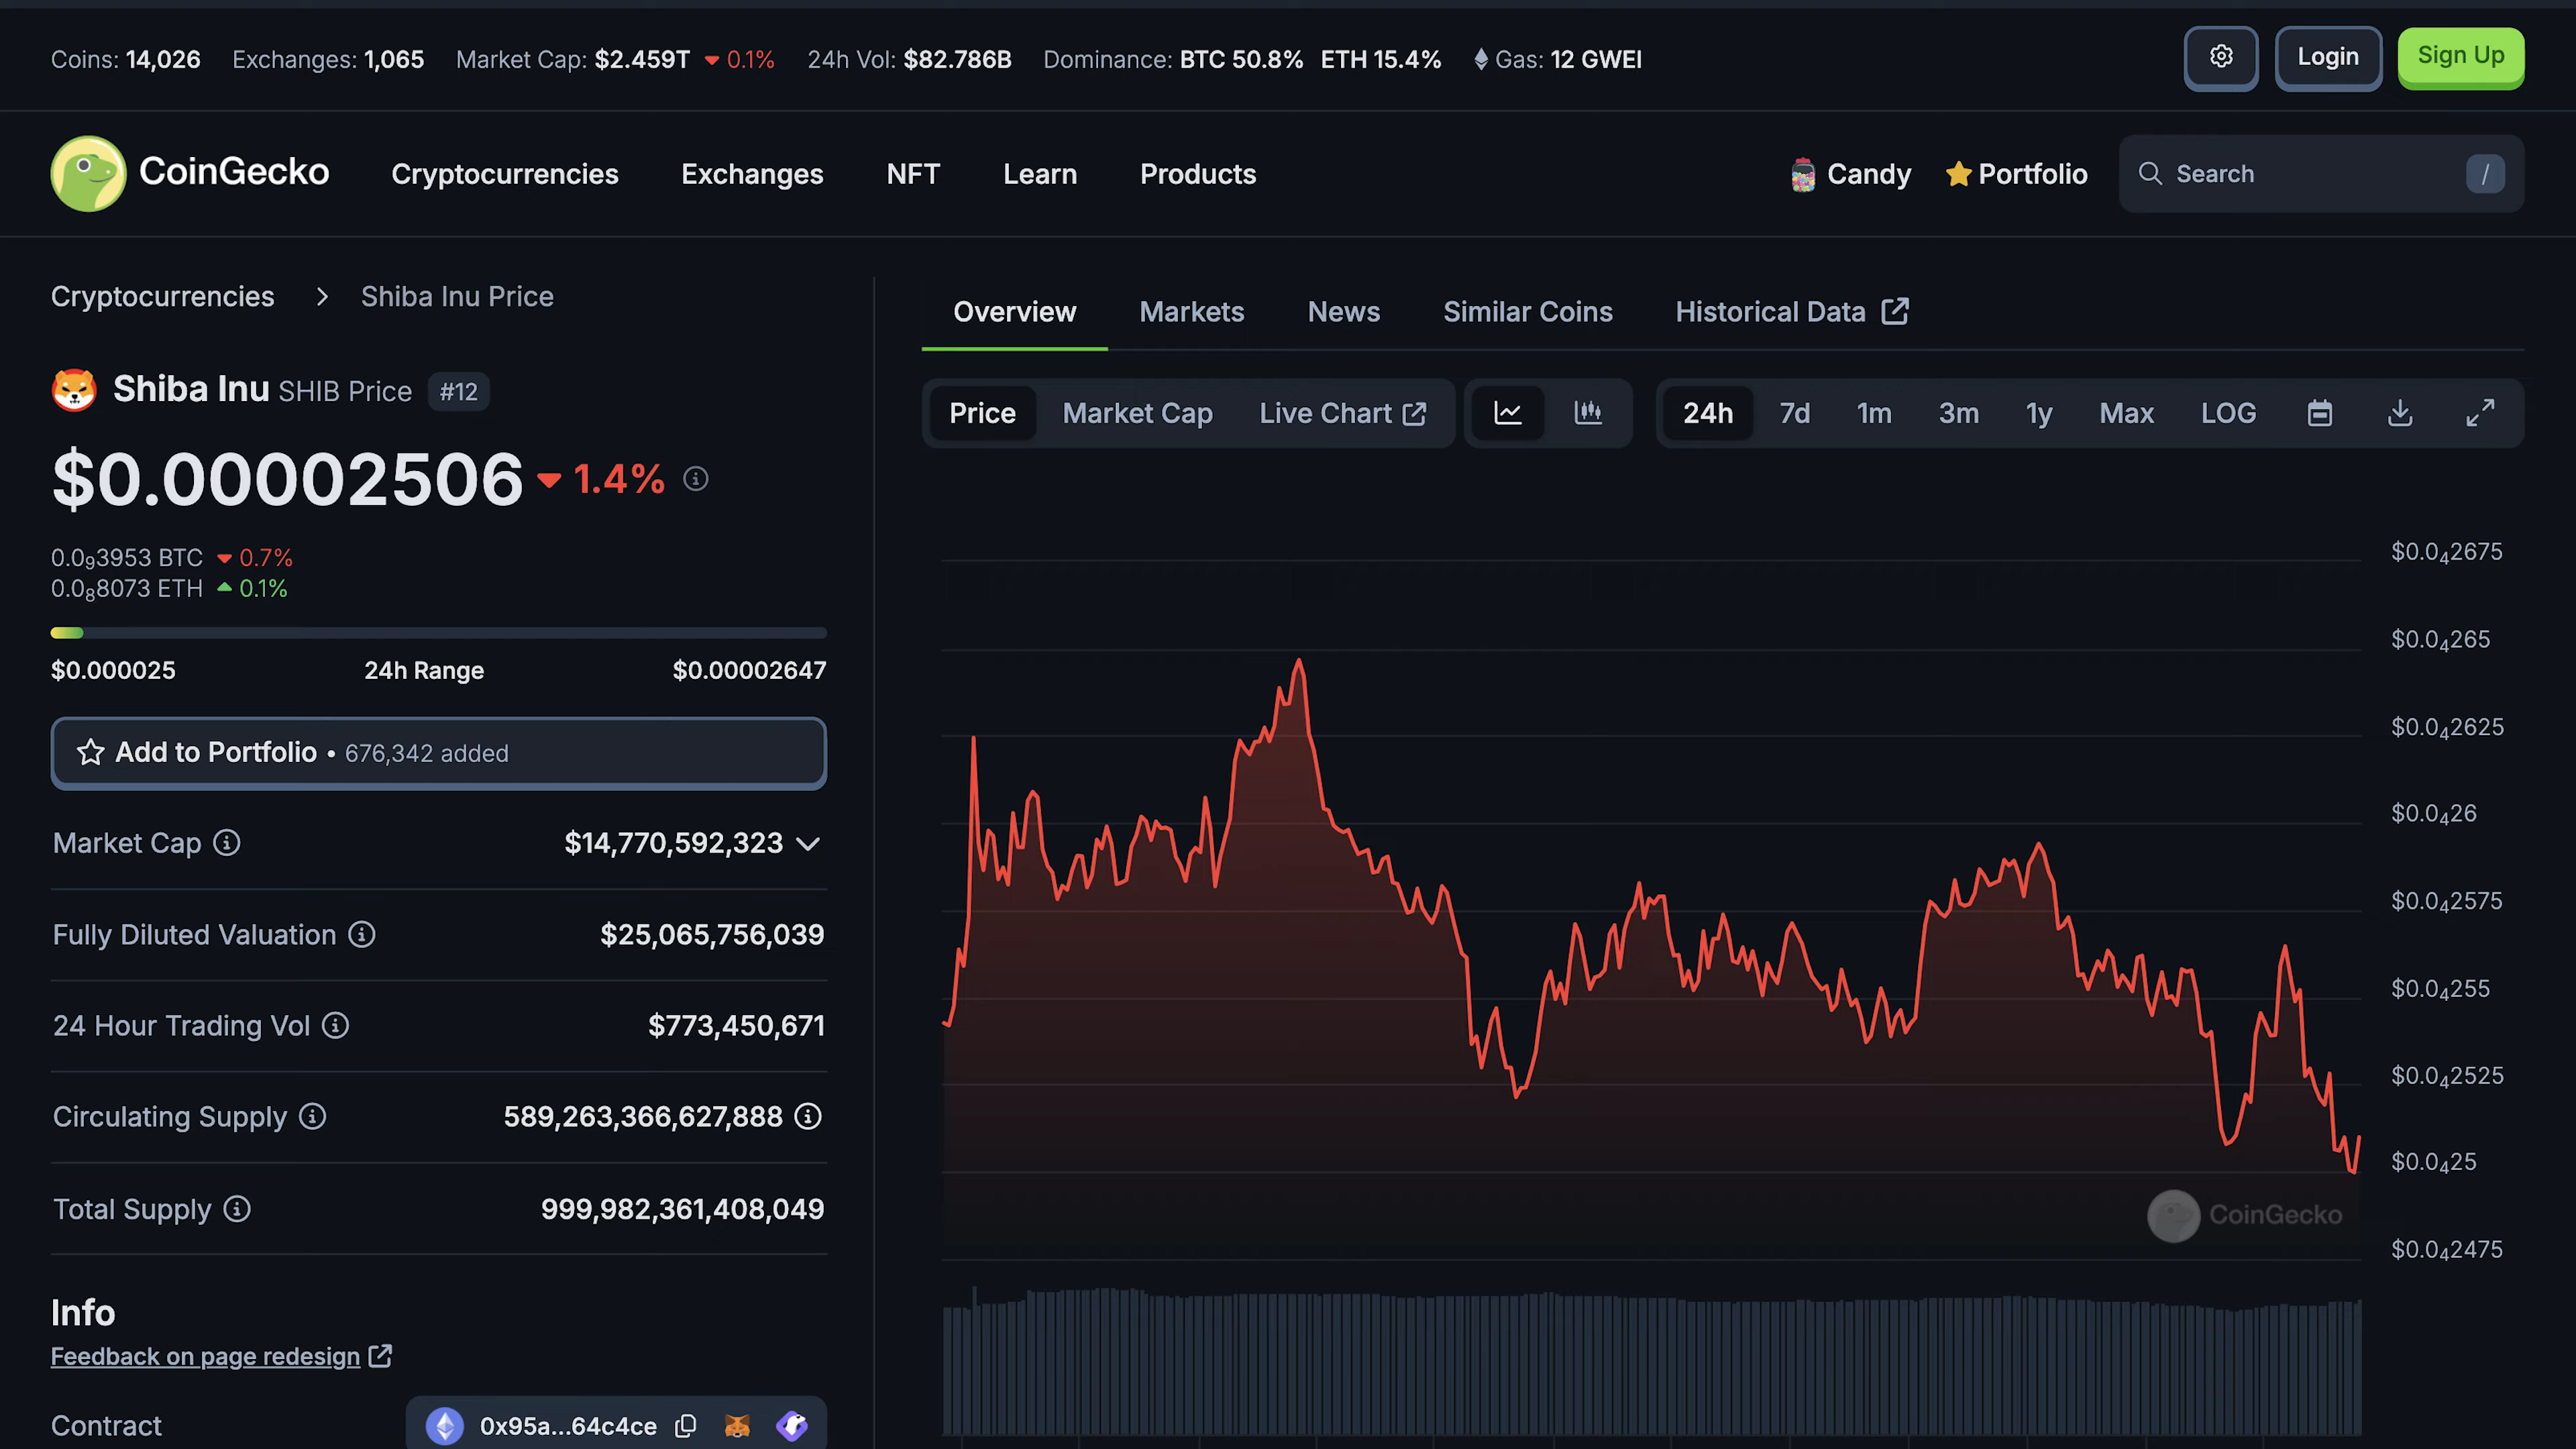 Coins: 14,026 Exchanges: 1,065 Market Cap: $2.459T 0.1% 24h Vol: $82.786B Dominance: BTC 50.8% ETH 15.4% Gas: 12 GWEI Login Sign Up
CoinGecko Cryptocurrencies Exchanges NFT Learn Products Candy Portfolio Search /
Cryptocurrencies > Shiba Inu Price
Shiba Inu SHIB Price #12
$0.00002506 1.4%
0.0₉3953 BTC 0.7%
0.0₈8073 ETH 0.1%
$0.000025 24h Range $0.00002647
Add to Portfolio • 676,342 added
Market Cap $14,770,592,323
Fully Diluted Valuation $25,065,756,039
24 Hour Trading Vol $773,450,671
Circulating Supply 589,263,366,627,888
Total Supply 999,982,361,408,049
Info
Feedback on page redesign
Contract 0x95a...64c4ce
Overview Markets News Similar Coins Historical Data
Price Market Cap Live Chart 24h 7d 1m 3m 1y Max LOG
$0.0₄2675
$0.0₄265
$0.0₄2625
$0.0₄26
$0.0₄2575
$0.0₄255
$0.0₄2525
$0.0₄25
CoinGecko
$0.0₄2475